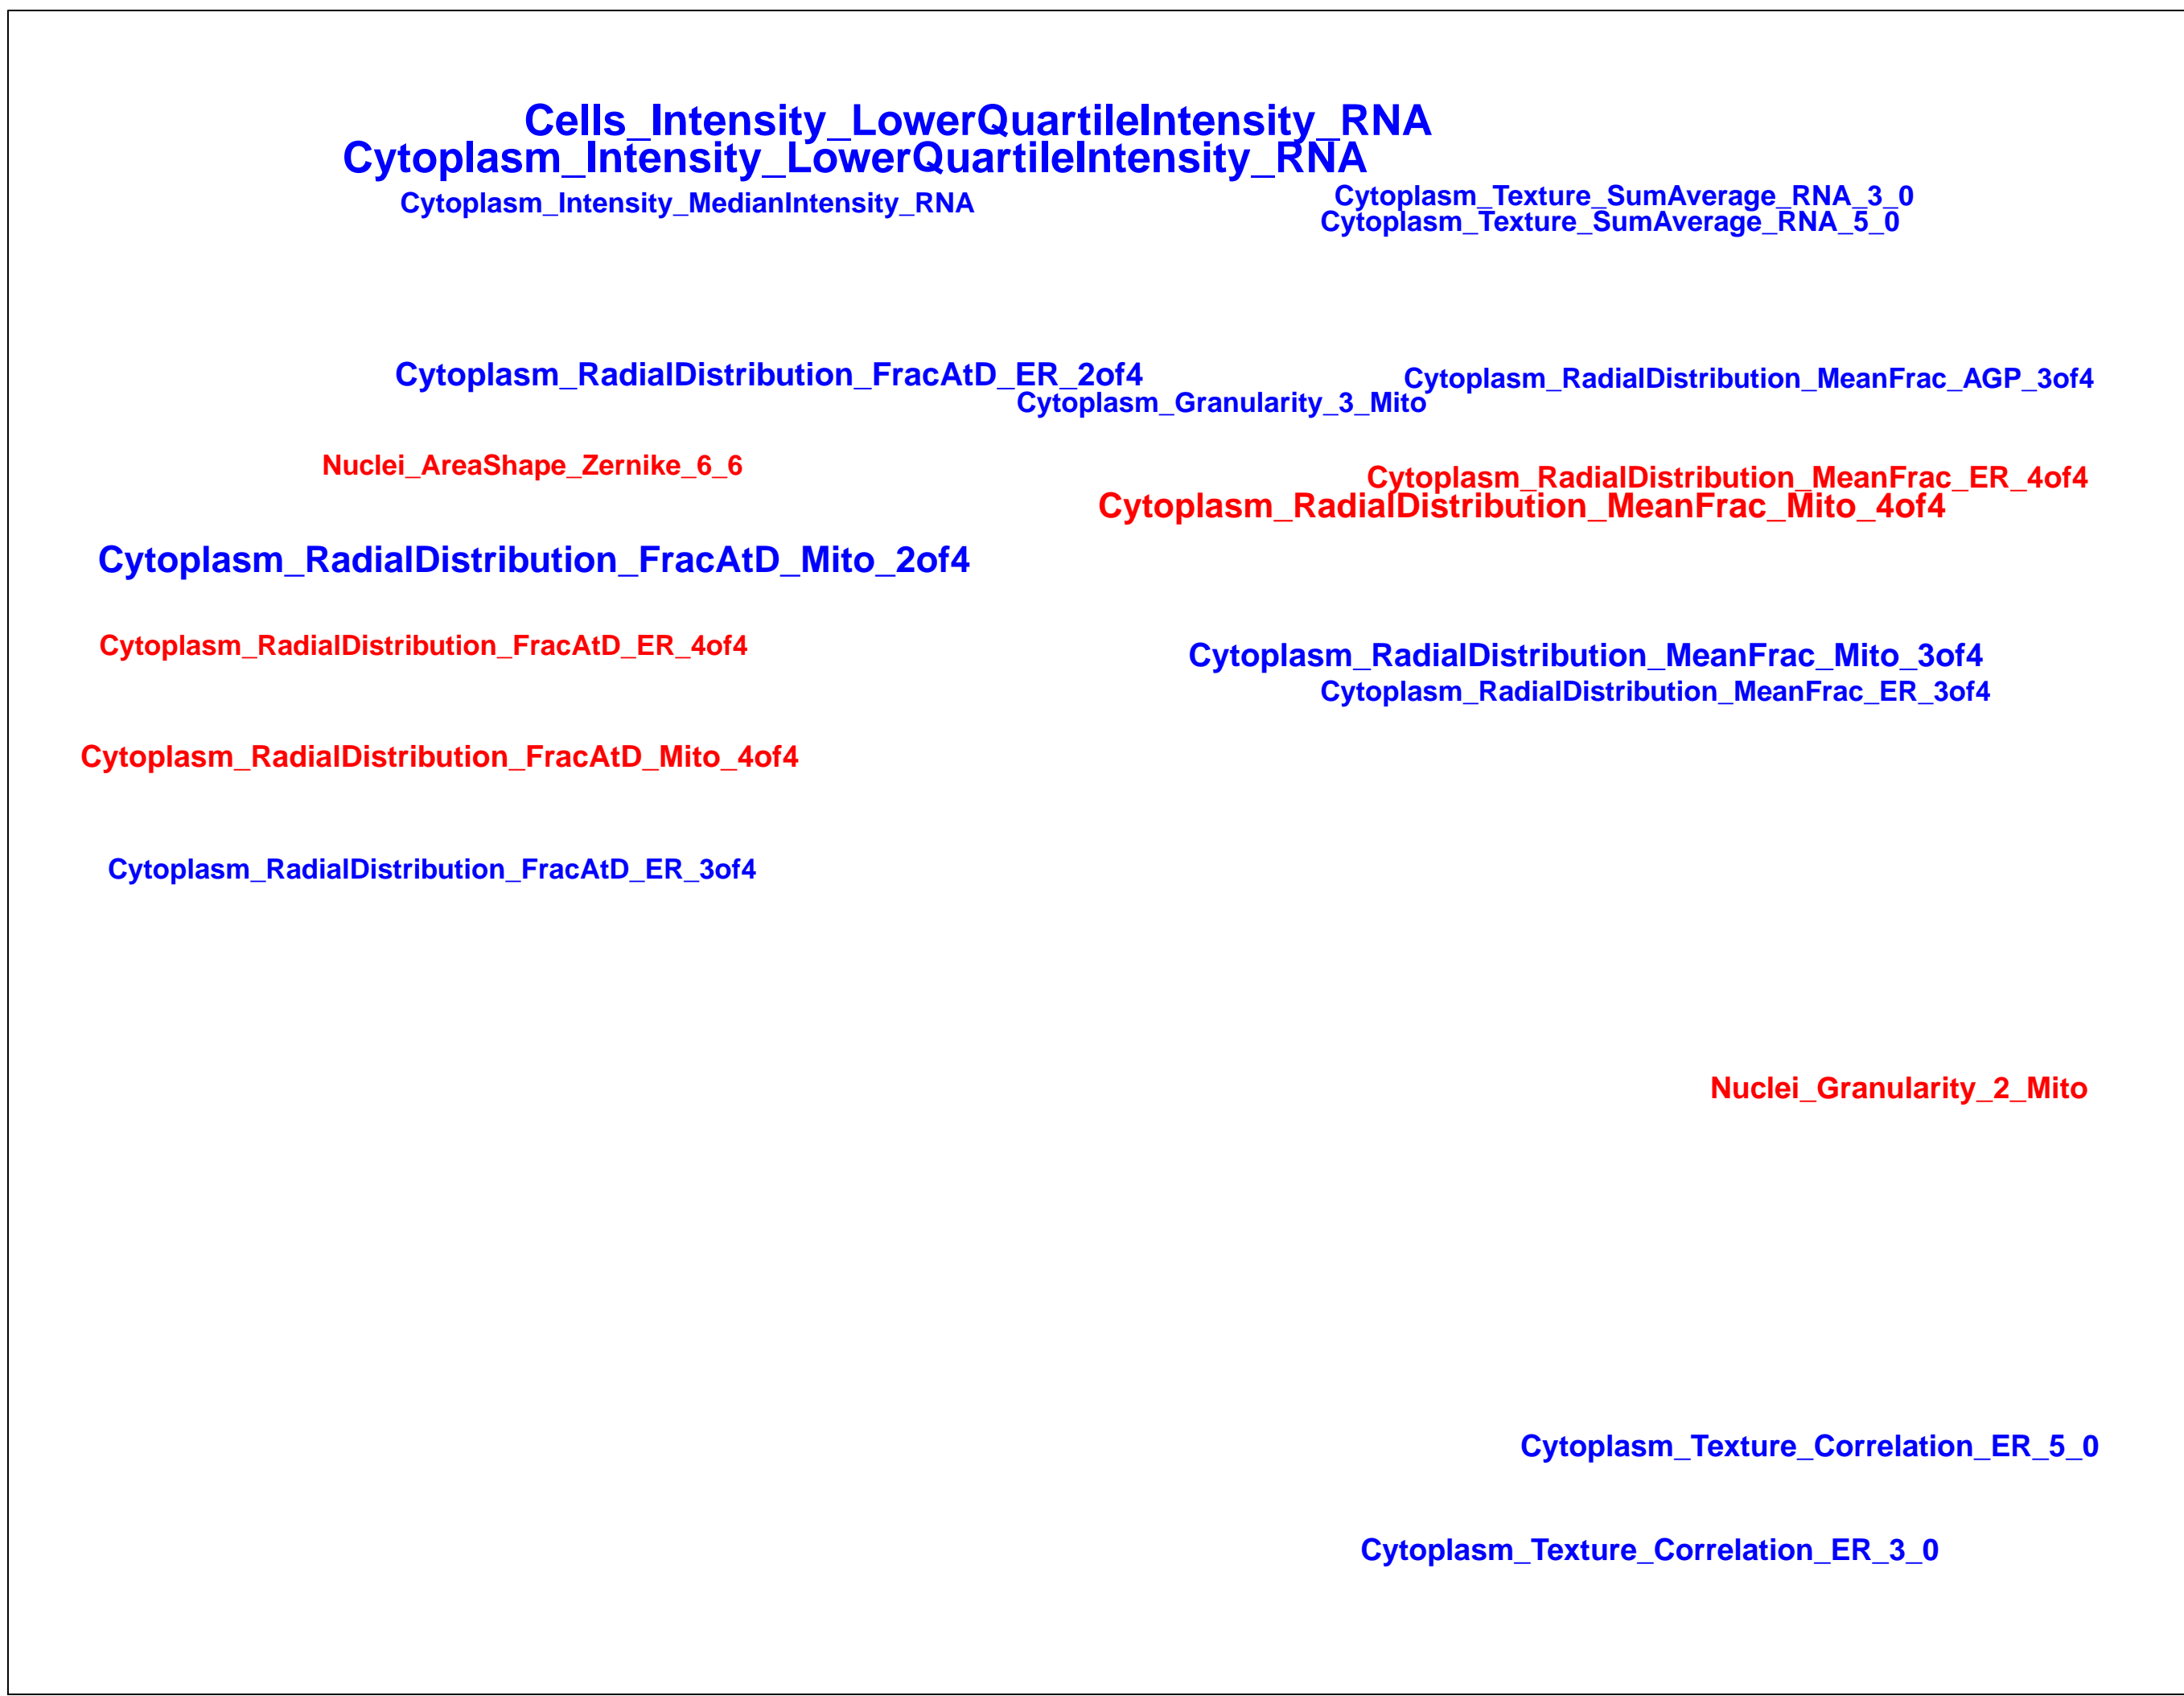 Cells_Intensity_LowerQuartileIntensity_RNA
Cytoplasm_Intensity_LowerQuartileIntensity_RNA
Cytoplasm_Intensity_MedianIntensity_RNA
Cytoplasm_Texture_SumAverage_RNA_3_0
Cytoplasm_Texture_SumAverage_RNA_5_0
Cytoplasm_RadialDistribution_FracAtD_ER_2of4
Cytoplasm_RadialDistribution_MeanFrac_AGP_3of4
Cytoplasm_Granularity_3_Mito
Nuclei_AreaShape_Zernike_6_6
Cytoplasm_RadialDistribution_MeanFrac_ER_4of4
Cytoplasm_RadialDistribution_MeanFrac_Mito_4of4
Cytoplasm_RadialDistribution_FracAtD_Mito_2of4
Cytoplasm_RadialDistribution_FracAtD_ER_4of4
Cytoplasm_RadialDistribution_MeanFrac_Mito_3of4
Cytoplasm_RadialDistribution_MeanFrac_ER_3of4
Cytoplasm_RadialDistribution_FracAtD_Mito_4of4
Cytoplasm_RadialDistribution_FracAtD_ER_3of4
Nuclei_Granularity_2_Mito
Cytoplasm_Texture_Correlation_ER_5_0
Cytoplasm_Texture_Correlation_ER_3_0